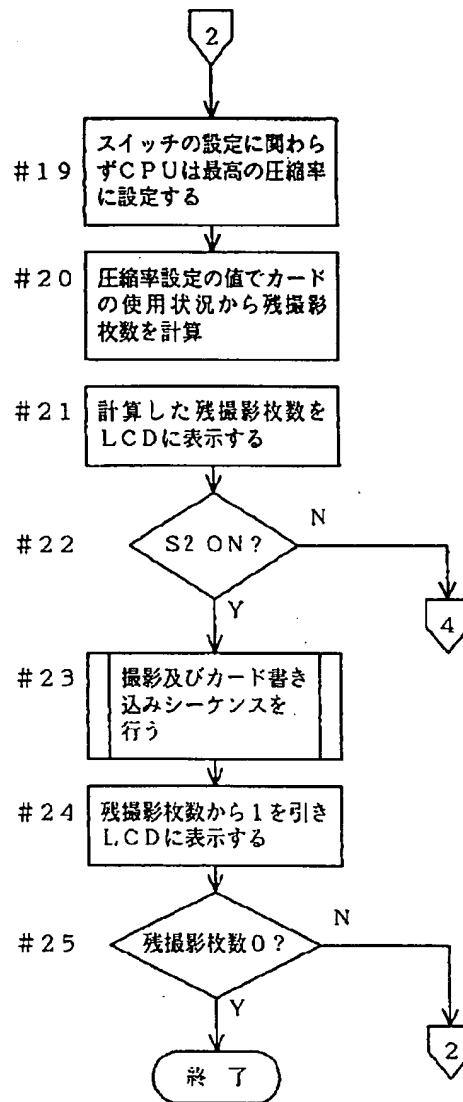 2
#19
スイッチの設定に関わら
ずCPUは最高の圧縮率
に設定する
#20
圧縮率設定の値でカード
の使用状況から残撮影
枚数を計算
#21
計算した残撮影枚数を
LCDに表示する
#22
S2 ON?
N
4
Y
#23
撮影及びカード書き
込みシーケンスを
行う
#24
残撮影枚数から1を引き
LCDに表示する
#25
残撮影枚数0?
N
2
Y
終了